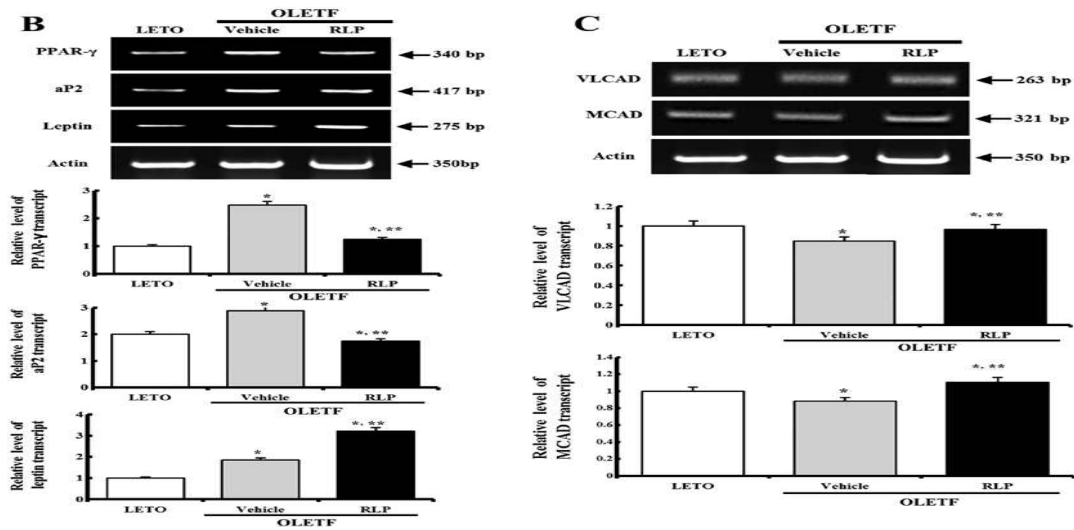 B
OLETF
LETO Vehicle RLP
PPAR-γ 340 bp
aP2 417 bp
Leptin 275 bp
Actin 350bp
Relative level of
PPAR-γ transcript
3
2
1
0
*
*, **
LETO Vehicle RLP
OLETF
Relative level of
aP2 transcript
3
2
1
0
*
*, **
LETO Vehicle RLP
OLETF
Relative level of
leptin transcript
4
3
2
1
0
*
*, **
LETO Vehicle RLP
OLETF
C
OLETF
LETO Vehicle RLP
VLCAD 263 bp
MCAD 321 bp
Actin 350 bp
Relative level of
VLCAD transcript
1.2
1
0.8
0.6
0.4
0.2
0
*
*, **
LETO Vehicle RLP
OLETF
Relative level of
MCAD transcript
1.4
1.2
1
0.8
0.6
0.4
0.2
0
*
*, **
LETO Vehicle RLP
OLETF